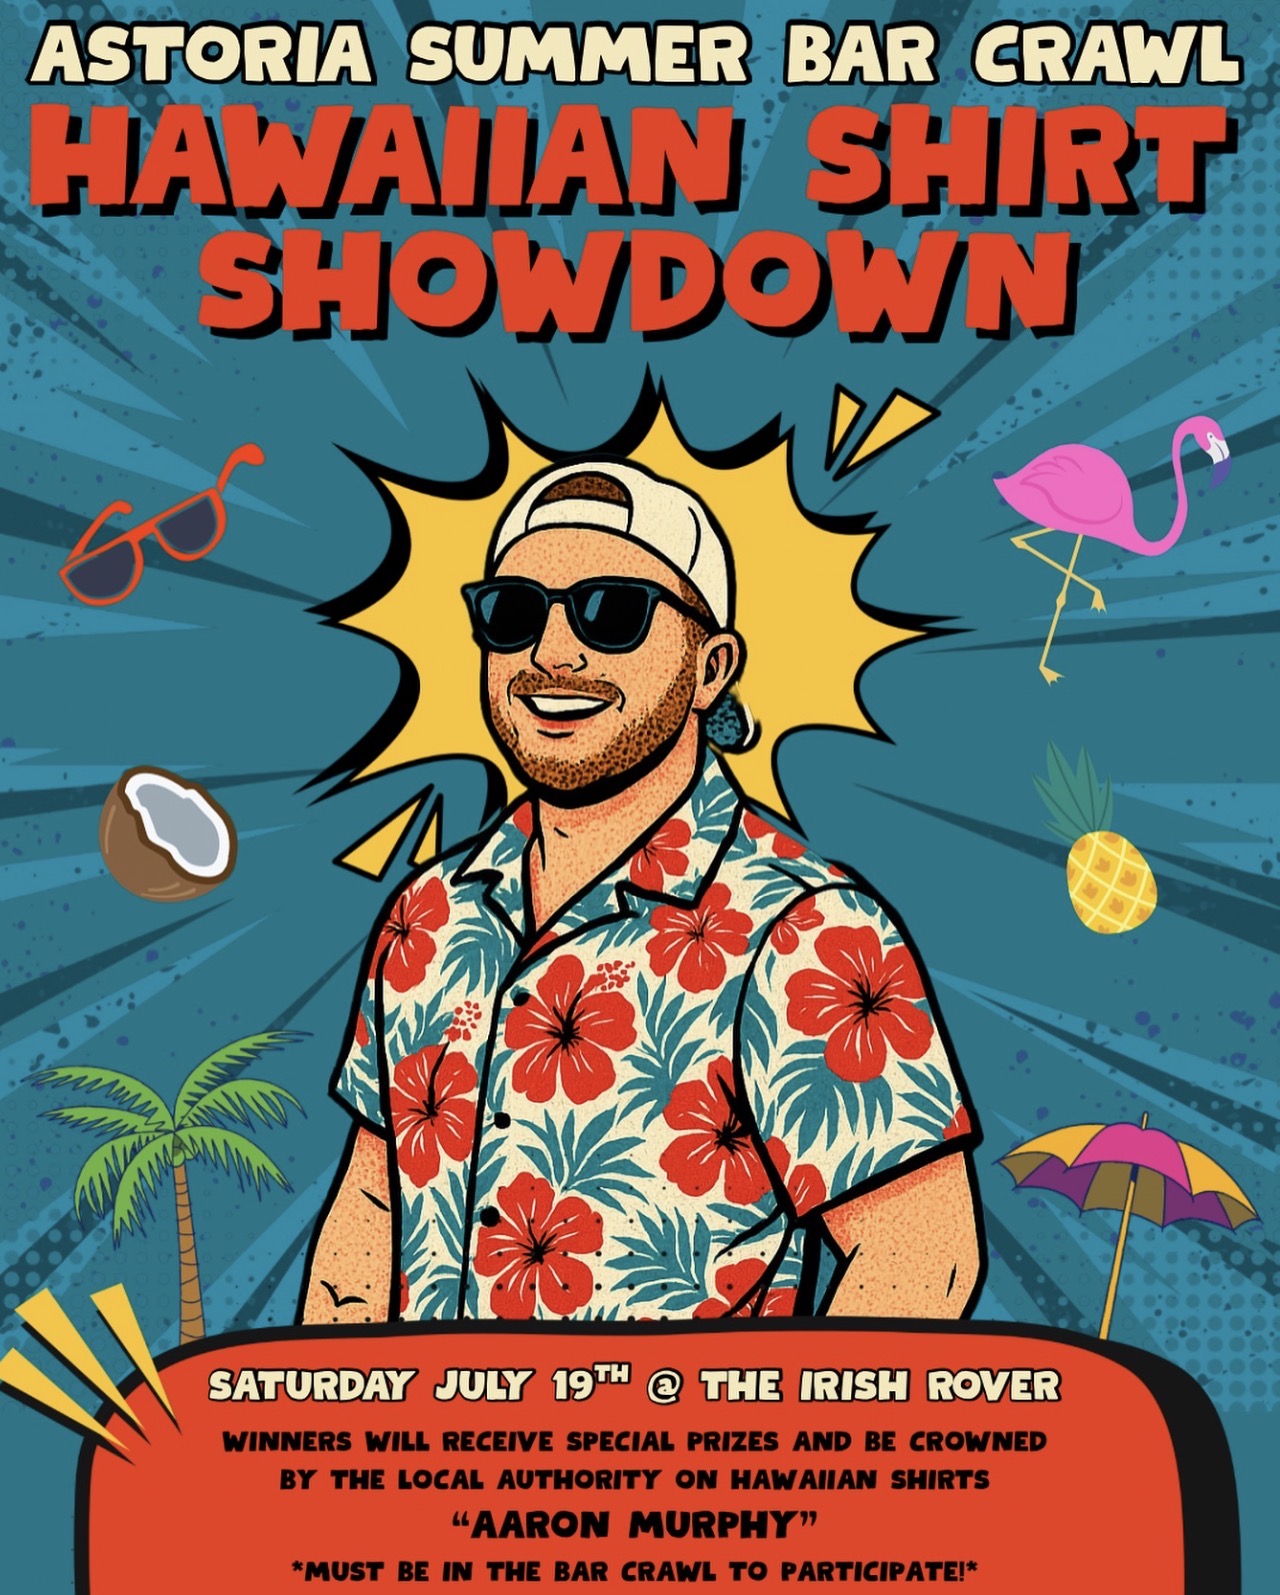 ASTORIA SUMMER BAR CRAWL
HAWAIIAN SHIRT
SHOWDOWN
SATURDAY JULY 19TH @ THE IRISH ROVER
WINNERS WILL RECEIVE SPECIAL PRIZES AND BE CROWNED
BY THE LOCAL AUTHORITY ON HAWAIIAN SHIRTS
“AARON MURPHY”
*MUST BE IN THE BAR CRAWL TO PARTICIPATE!*